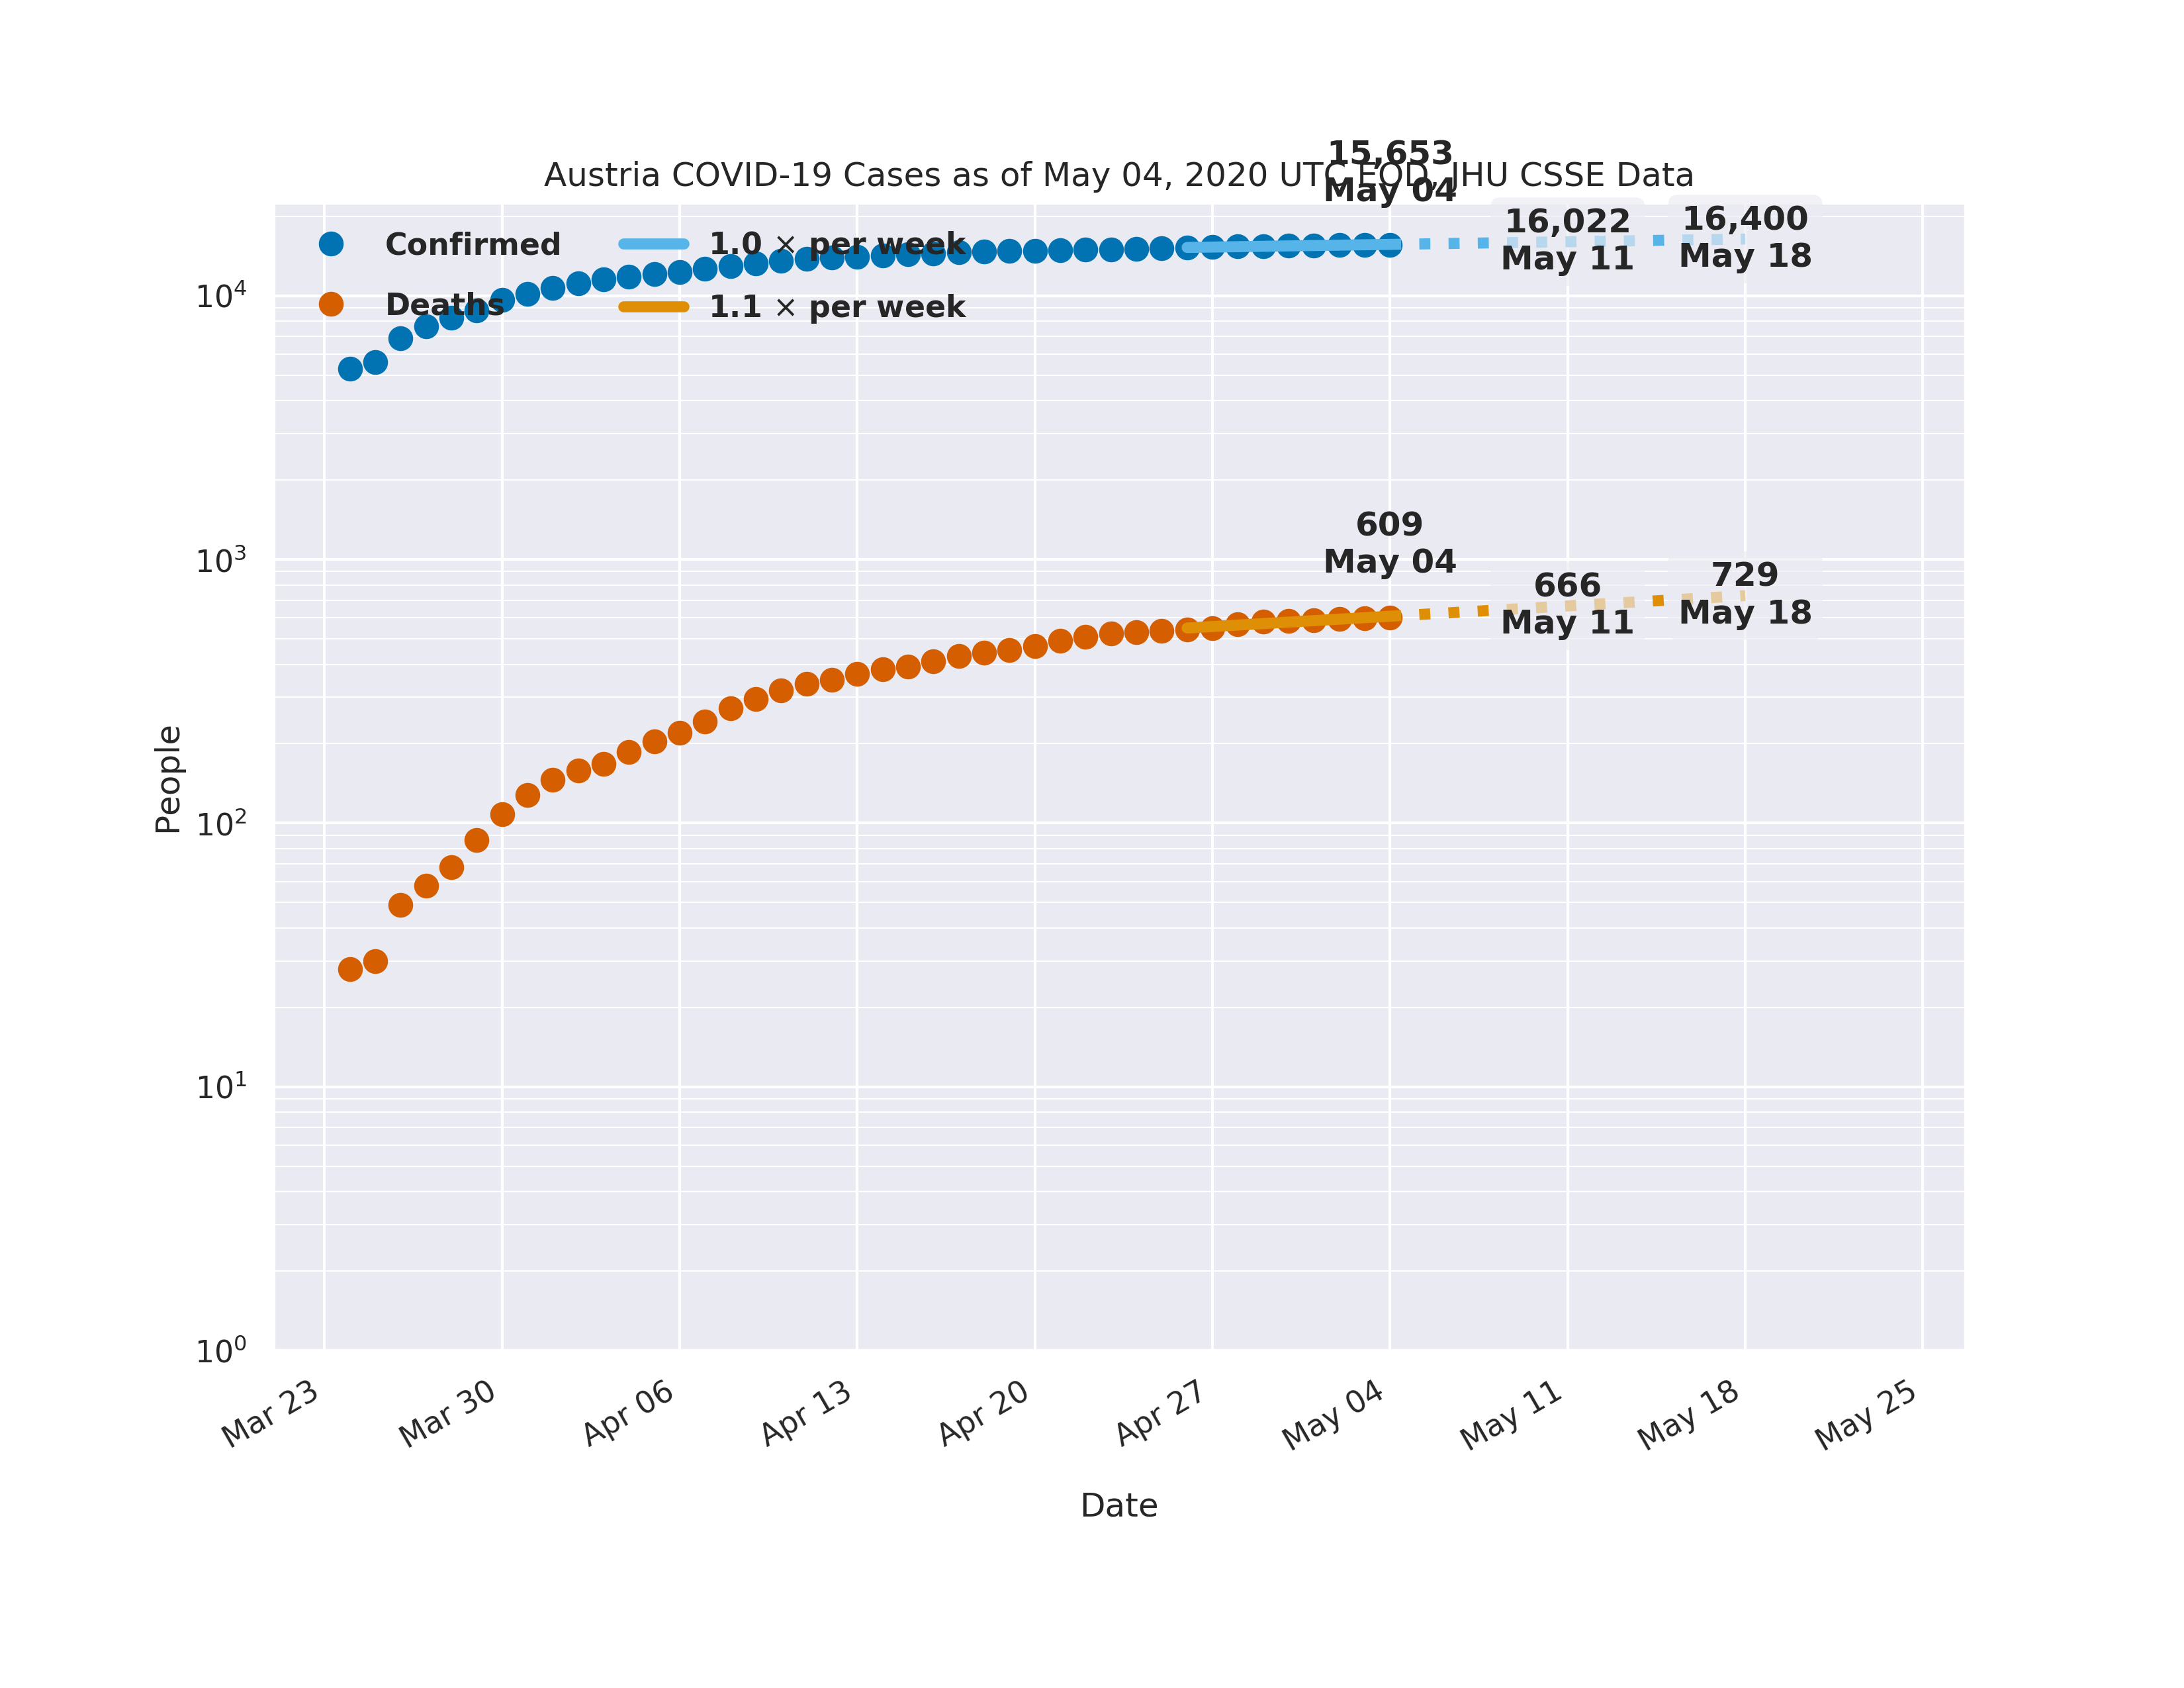 15,653
May 04
Austria COVID-19 Cases as of May 04, 2020 UTC EOD, JHU CSSE Data
Confirmed
Deaths
1.0 × per week
1.1 × per week
16,022
May 11
16,400
May 18
609
May 04
666
May 11
729
May 18
People
10⁴
10³
10²
10¹
10⁰
Mar 23
Mar 30
Apr 06
Apr 13
Apr 20
Apr 27
May 04
May 11
May 18
May 25
Date